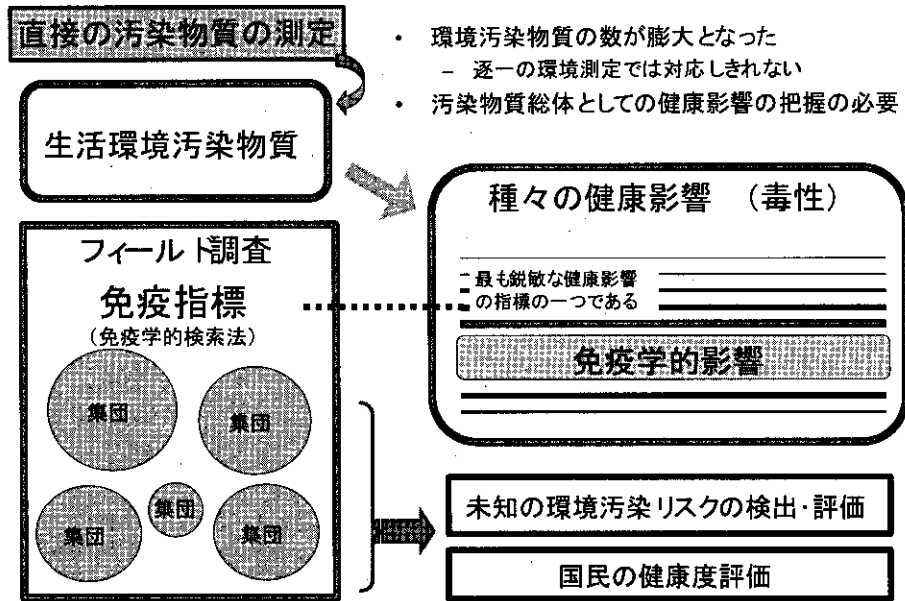 直接の汚染物質の測定
・ 環境汚染物質の数が膨大となった
– 逐一の環境測定では対応しきれない
・ 汚染物質総体としての健康影響の把握の必要
生活環境汚染物質
種々の健康影響 (毒性)
最も鋭敏な健康影響
の指標の一つである
免疫学的影響
フィールド調査
免疫指標
(免疫学的検索法)
集団
集団
集団
集団
集団
未知の環境汚染リスクの検出・評価
国民の健康度評価